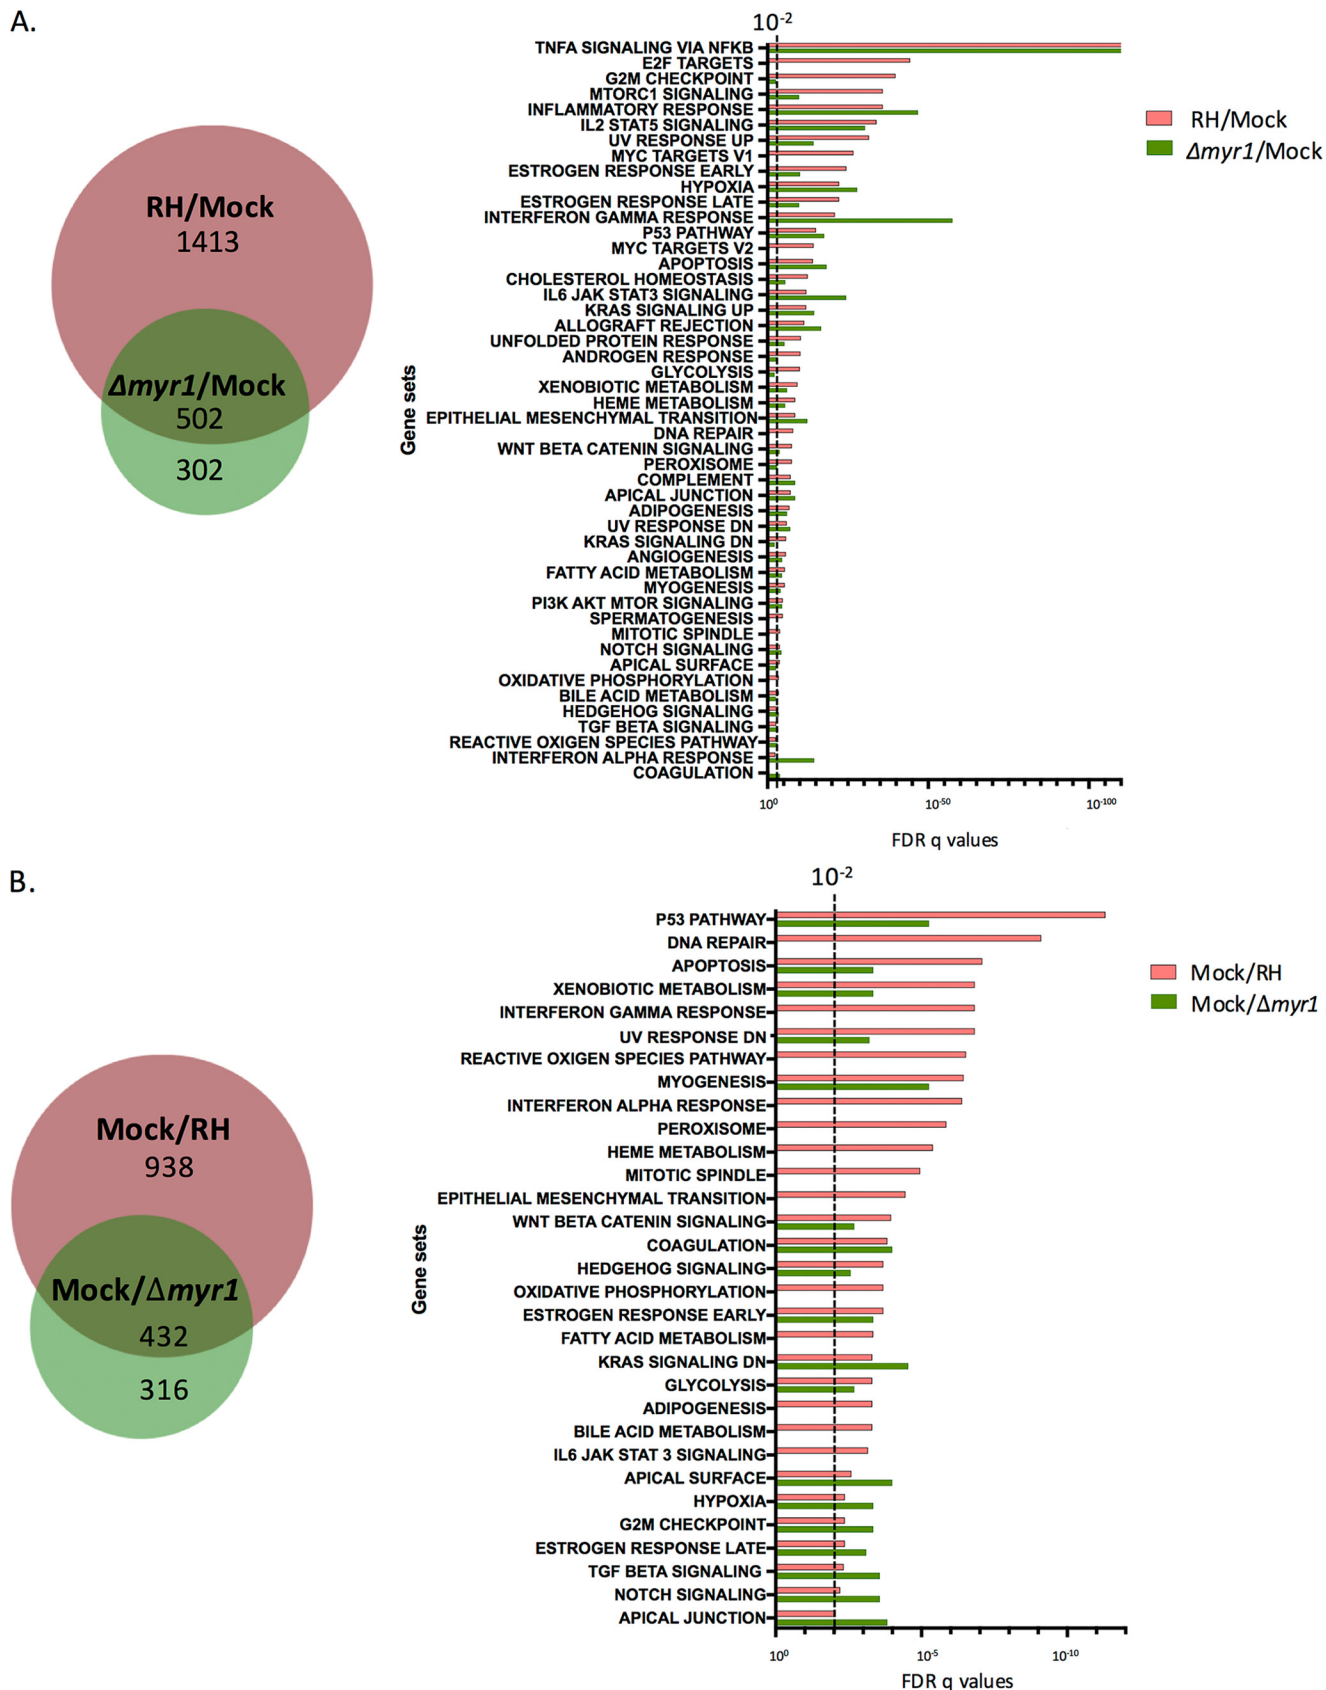 A.
10-2
RH/Mock
1413
Δmyr1/Mock
502
302
Gene sets
TNFA SIGNALING VIA NFKB
E2F TARGETS
G2M CHECKPOINT
MTORC1 SIGNALING
INFLAMMATORY RESPONSE
IL2 STAT5 SIGNALING
UV RESPONSE UP
MYC TARGETS V1
ESTROGEN RESPONSE EARLY
HYPOXIA
ESTROGEN RESPONSE LATE
INTERFERON GAMMA RESPONSE
P53 PATHWAY
MYC TARGETS V2
APOPTOSIS
CHOLESTEROL HOMEOSTASIS
IL6 JAK STAT3 SIGNALING
KRAS SIGNALING UP
ALLOGRAFT REJECTION
UNFOLDED PROTEIN RESPONSE
ANDROGEN RESPONSE
GLYCOLYSIS
XENOBIOTIC METABOLISM
HEME METABOLISM
EPITHELIAL MESENCHYMAL TRANSITION
DNA REPAIR
WNT BETA CATENIN SIGNALING
PEROXISOME
COMPLEMENT
APICAL JUNCTION
ADIPOGENESIS
UV RESPONSE DN
KRAS SIGNALING DN
ANGIOGENESIS
FATTY ACID METABOLISM
MYOGENESIS
PI3K AKT MTOR SIGNALING
SPERMATOGENESIS
MITOTIC SPINDLE
NOTCH SIGNALING
APICAL SURFACE
OXIDATIVE PHOSPHORYLATION
BILE ACID METABOLISM
HEDGEHOG SIGNALING
TGF BETA SIGNALING
REACTIVE OXIGEN SPECIES PATHWAY
INTERFERON ALPHA RESPONSE
COAGULATION
100 10-50 10-100
FDR q values
RH/Mock
Δmyr1/Mock
B.
10-2
Mock/RH
938
Mock/Δmyr1
432
316
Gene sets
P53 PATHWAY
DNA REPAIR
APOPTOSIS
XENOBIOTIC METABOLISM
INTERFERON GAMMA RESPONSE
UV RESPONSE DN
REACTIVE OXIGEN SPECIES PATHWAY
MYOGENESIS
INTERFERON ALPHA RESPONSE
PEROXISOME
HEME METABOLISM
MITOTIC SPINDLE
EPITHELIAL MESENCHYMAL TRANSITION
WNT BETA CATENIN SIGNALING
COAGULATION
HEDGEHOG SIGNALING
OXIDATIVE PHOSPHORYLATION
ESTROGEN RESPONSE EARLY
FATTY ACID METABOLISM
KRAS SIGNALING DN
GLYCOLYSIS
ADIPOGENESIS
BILE ACID METABOLISM
IL6 JAK STAT 3 SIGNALING
APICAL SURFACE
HYPOXIA
G2M CHECKPOINT
ESTROGEN RESPONSE LATE
TGF BETA SIGNALING
NOTCH SIGNALING
APICAL JUNCTION
100 10-5 10-10
FDR q values
Mock/RH
Mock/Δmyr1